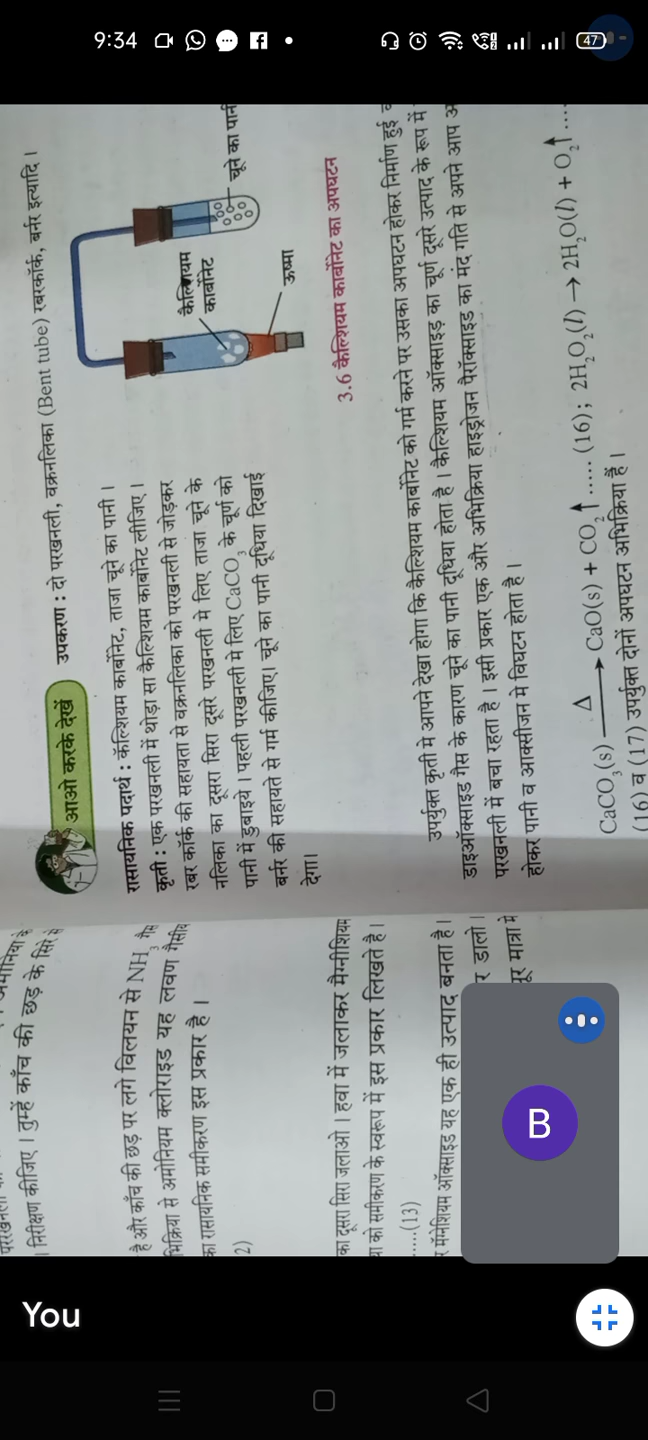 9:34
47
आओ करके देखें
उपकरण : दो परखनली, वक्रनलिका (Bent tube) रबरकॉर्क, बर्नर इत्यादि ।
रासायनिक पदार्थ : कॅल्शियम कार्बोनेट, ताजा चूने का पानी ।
कृती : एक परखनली में थोड़ा सा कैल्शियम कार्बोनेट लीजिए ।
रबर कॉर्क की सहायता से वक्रनलिका को परखनली से जोड़कर
नलिका का दूसरा सिरा दूसरे परखनली मे लिए ताजा चूने के
पानी में डुबाइये । पहली परखनली मे लिए CaCO₃ के चूर्ण को
बर्नर की सहायते से गर्म कीजिए। चूने का पानी दूधिया दिखाई
देगा।
कैल्शियम
कार्बोनेट
चूने का पानी
ऊष्मा
3.6 कैल्शियम कार्बोनेट का अपघटन
उपर्युक्त कृती मे आपने देखा होगा कि कैल्शियम कार्बोनेट को गर्म करने पर उसका अपघटन होकर निर्माण हुई
डाइऑक्साइड गैस के कारण चूने का पानी दूधिया होता है । कैल्शियम ऑक्साइड का चूर्ण दूसरे उत्पाद के रूप में
परखनली में बचा रहता है । इसी प्रकार एक और अभिक्रिया हाइड्रोजन पैरॉक्साइड का मंद गति से अपने आप
होकर पानी व आक्सीजन मे विघटन होता है ।
CaCO₃(s) —Δ→ CaO(s) + CO₂↑ ..... (16) ; 2H₂O₂(l) → 2H₂O(l) + O₂↑ ....
(16) व (17) उपर्युक्त दोनों अपघटन अभिक्रिया हैं ।
। निरीक्षण कीजिए । तुम्हें काँच की छड़ के सिरे
है और काँच की छड़ पर लगे विलयन से NH₃ गैस
भिक्रिया से अमोनियम क्लोराइड यह लवण गैसीय
का रासायनिक समीकरण इस प्रकार है ।
2)
का दूसरा सिरा जलाओ । हवा में जलाकर मैग्नीशियम
को समीकरण के स्वरूप में इस प्रकार लिखते है।
.....(13)
र मॅग्नेशियम ऑक्साइड यह एक ही उत्पाद बनता है।
र डालो ।
मात्रा में
B
You